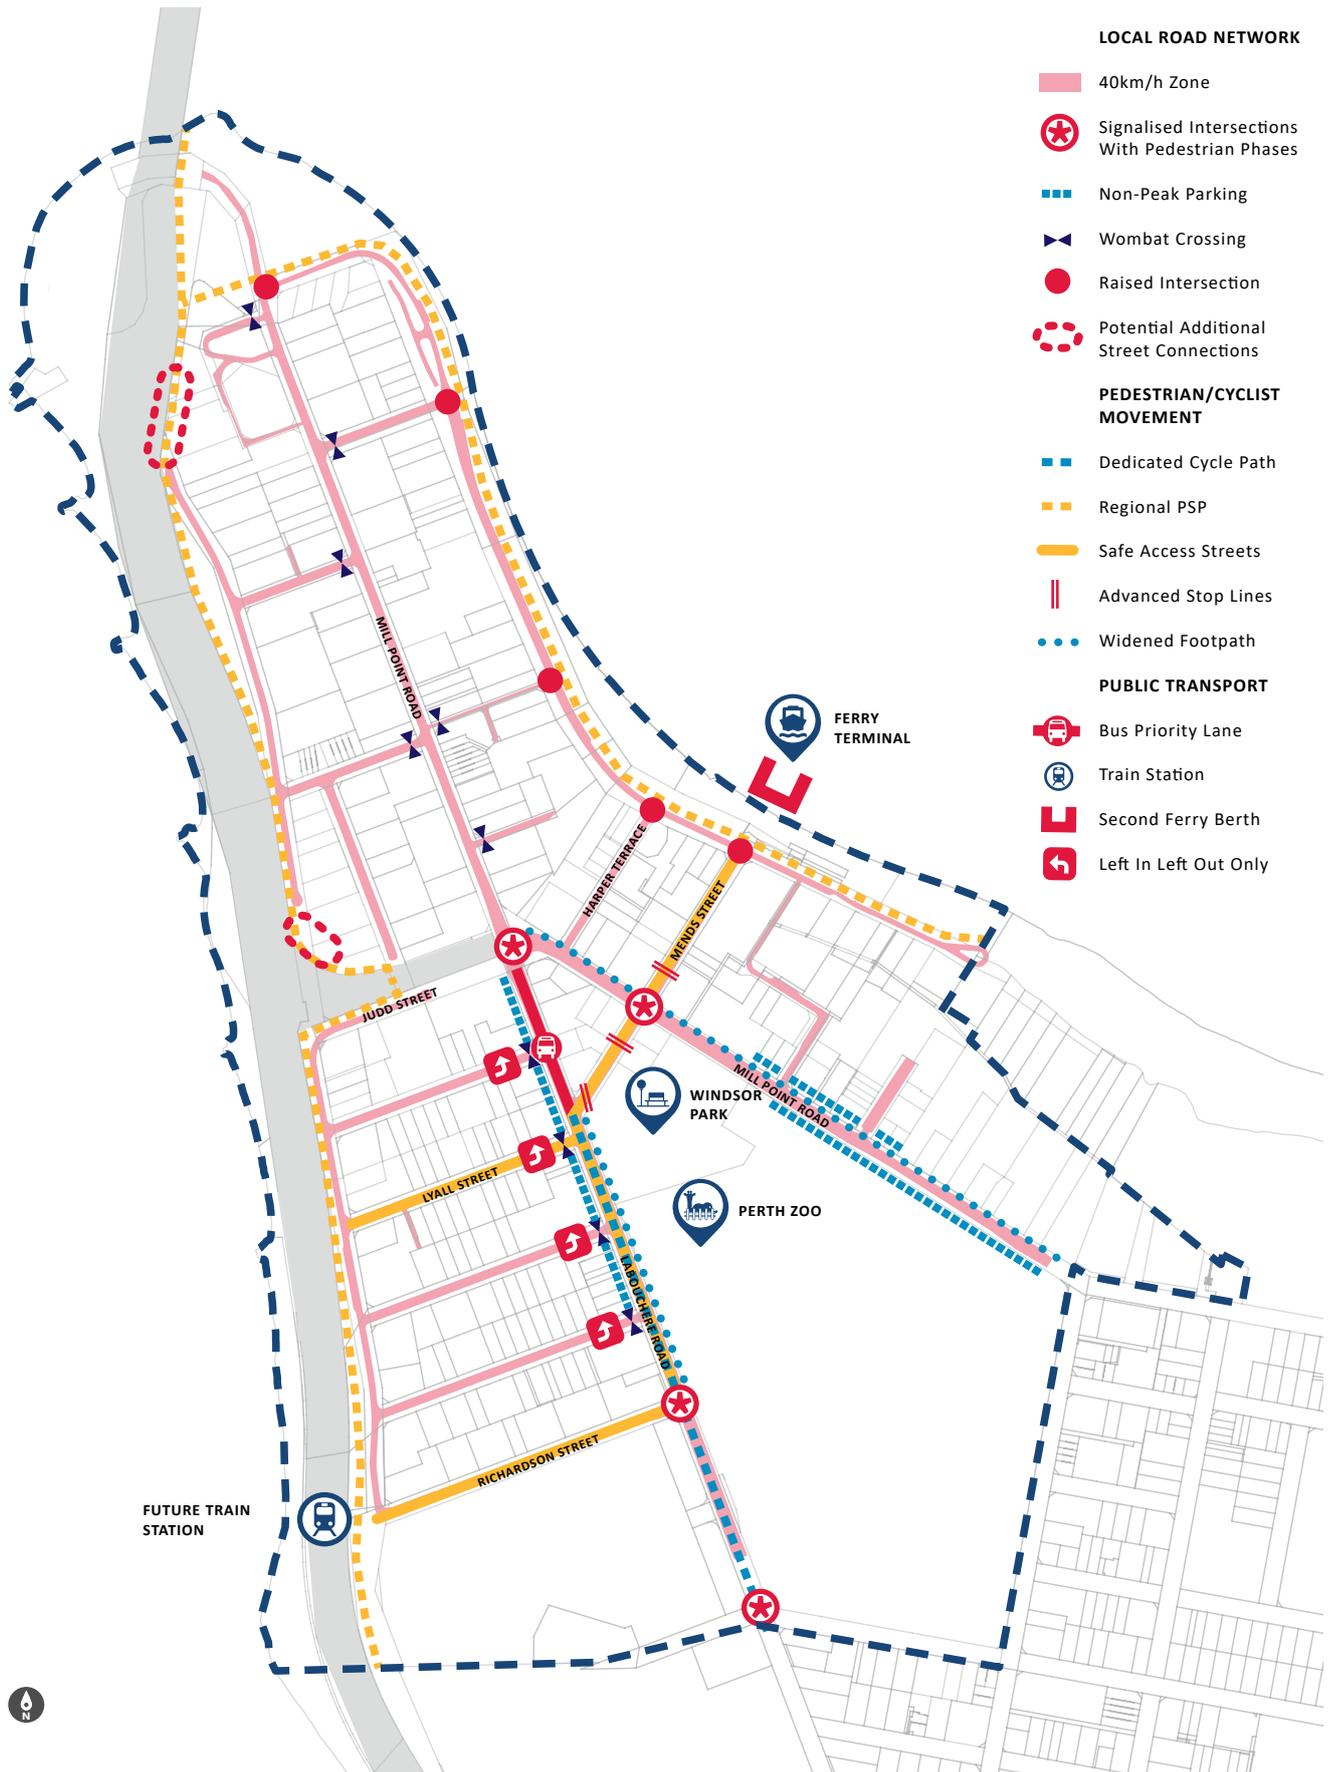 LOCAL ROAD NETWORK
40km/h Zone
Signalised Intersections
With Pedestrian Phases
Non-Peak Parking
Wombat Crossing
Raised Intersection
Potential Additional
Street Connections
PEDESTRIAN/CYCLIST
MOVEMENT
Dedicated Cycle Path
Regional PSP
Safe Access Streets
Advanced Stop Lines
Widened Footpath
PUBLIC TRANSPORT
Bus Priority Lane
Train Station
Second Ferry Berth
Left In Left Out Only
MILL POINT ROAD
FERRY
TERMINAL
HARPER TERRACE
MENDS STREET
JUDD STREET
MILL POINT ROAD
WINDSOR
PARK
LYALL STREET
PERTH ZOO
LABOUCHERE ROAD
RICHARDSON STREET
FUTURE TRAIN
STATION
N